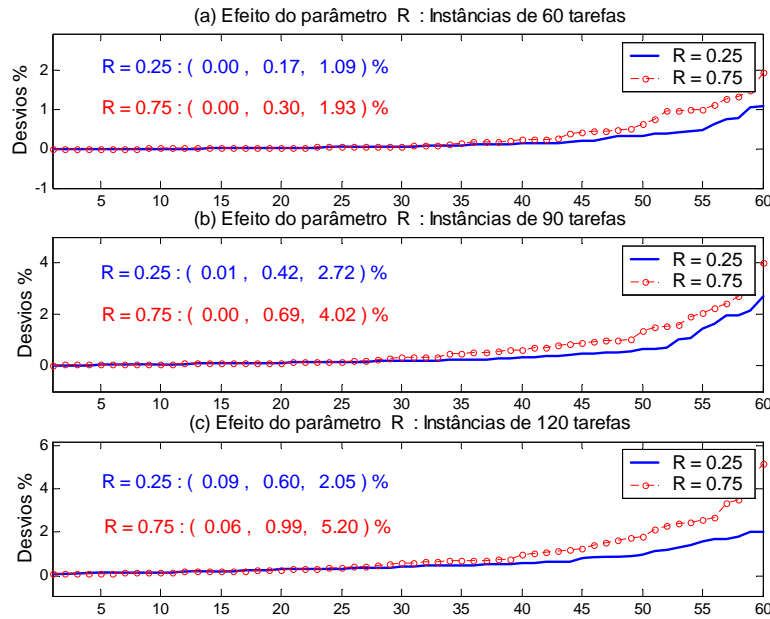 (a) Efeito do parâmetro R : Instâncias de 60 tarefas
Desvios %
2
1
0
-1
R = 0.25 : ( 0.00 , 0.17, 1.09 ) %
R = 0.75 : ( 0.00 , 0.30, 1.93 ) %
R = 0.25
R = 0.75
5 10 15 20 25 30 35 40 45 50 55 60
(b) Efeito do parâmetro R : Instâncias de 90 tarefas
Desvios %
4
2
0
R = 0.25 : ( 0.01 , 0.42, 2.72 ) %
R = 0.75 : ( 0.00 , 0.69, 4.02 ) %
R = 0.25
R = 0.75
5 10 15 20 25 30 35 40 45 50 55 60
(c) Efeito do parâmetro R : Instâncias de 120 tarefas
Desvios %
6
4
2
0
R = 0.25 : ( 0.09 , 0.60, 2.05 ) %
R = 0.75 : ( 0.06 , 0.99, 5.20 ) %
R = 0.25
R = 0.75
5 10 15 20 25 30 35 40 45 50 55 60